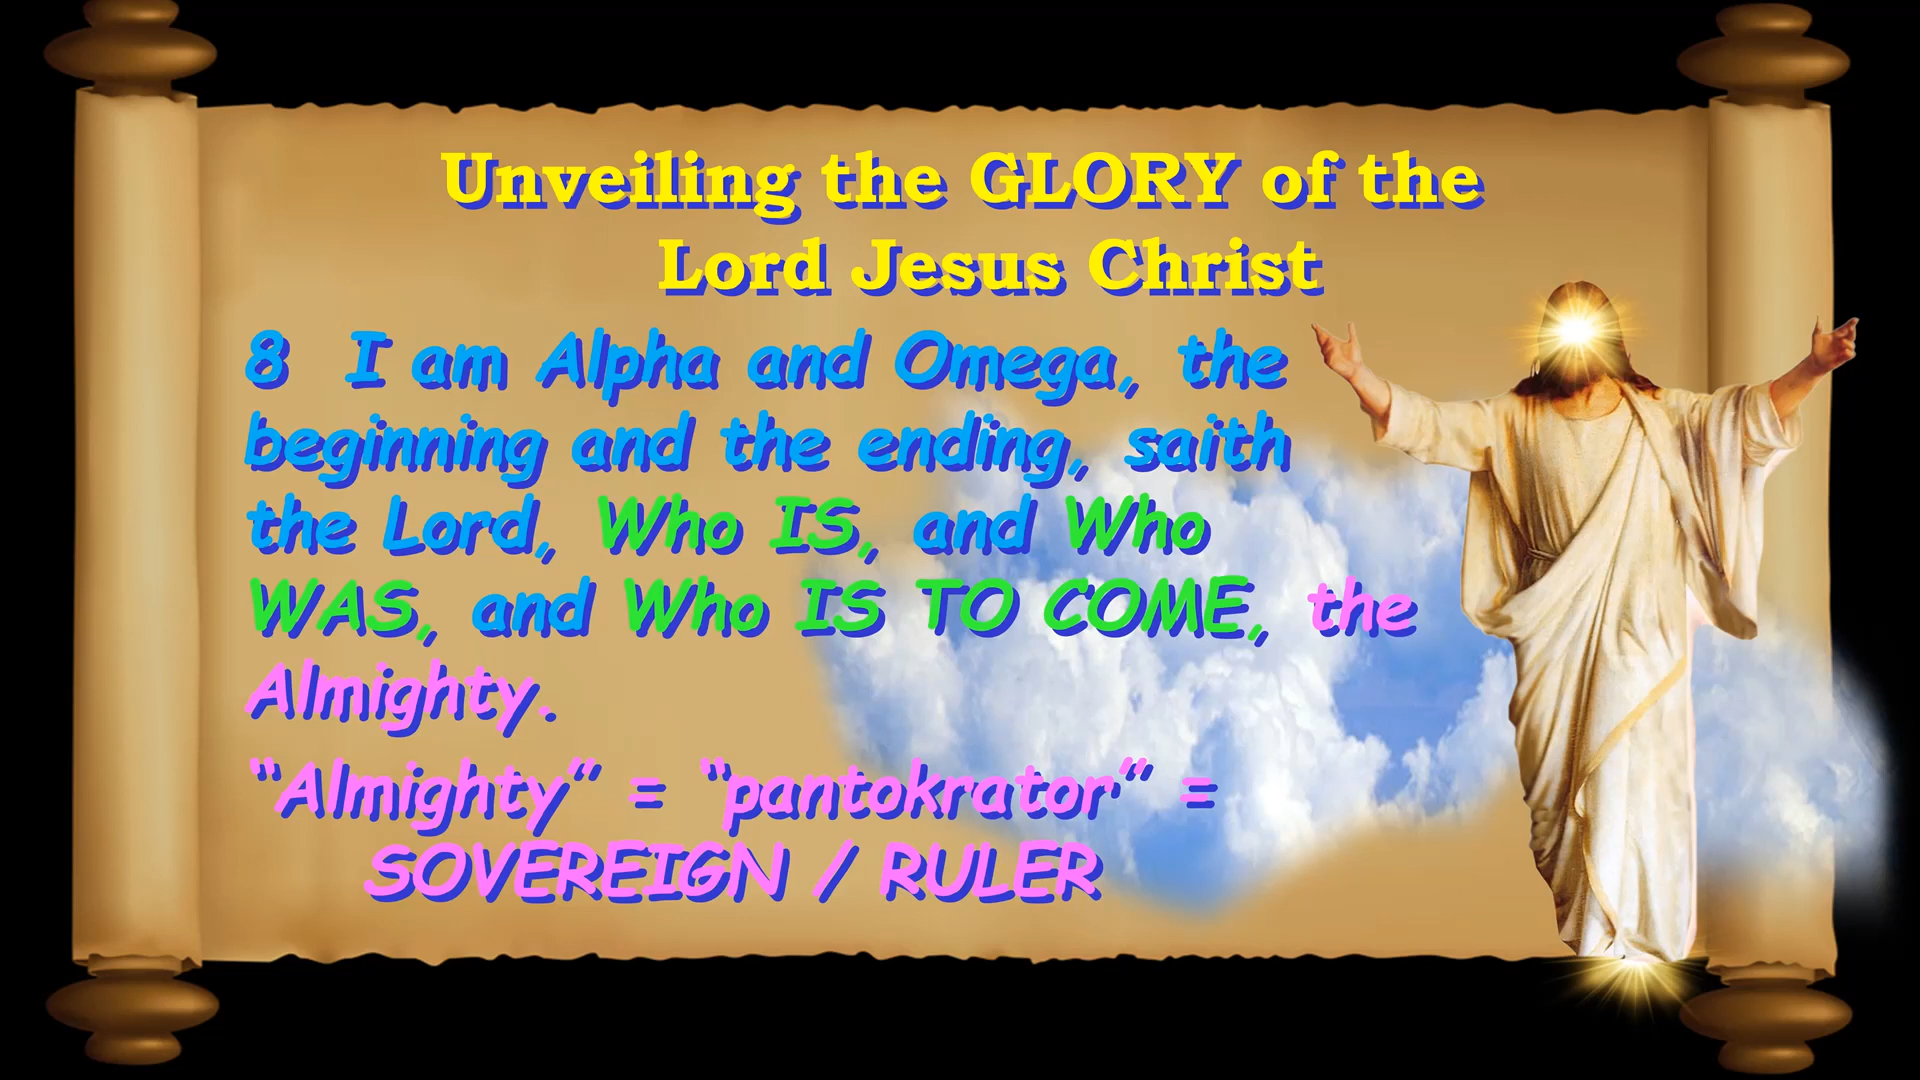 Unveiling the GLORY of the
Lord Jesus Christ
8 I am Alpha and Omega, the
beginning and the ending, saith
the Lord, Who IS, and Who
WAS, and Who IS TO COME, the
Almighty.
“Almighty” = “pantokrator” =
SOVEREIGN / RULER